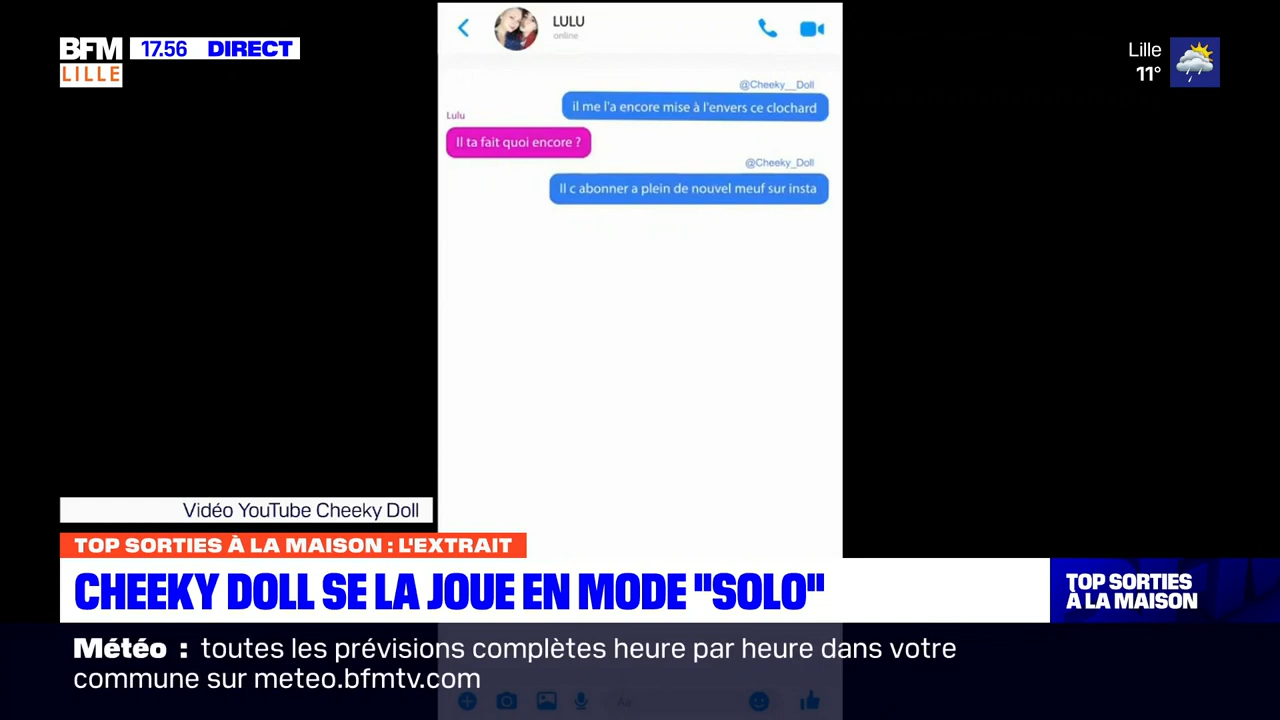 BFM
LILLE
17.56 DIRECT
LULU
online
Lille
11°
@Cheeky__Doll
il me l'a encore mise à l'envers ce clochard
Lulu
Il ta fait quoi encore ?
@Cheeky_Doll
Il c abonner a plein de nouvel meuf sur insta
Vidéo YouTube Cheeky Doll
TOP SORTIES À LA MAISON : L'EXTRAIT
CHEEKY DOLL SE LA JOUE EN MODE "SOLO"
TOP SORTIES
À LA MAISON
Météo : toutes les prévisions complètes heure par heure dans votre
commune sur meteo.bfmtv.com
Aa